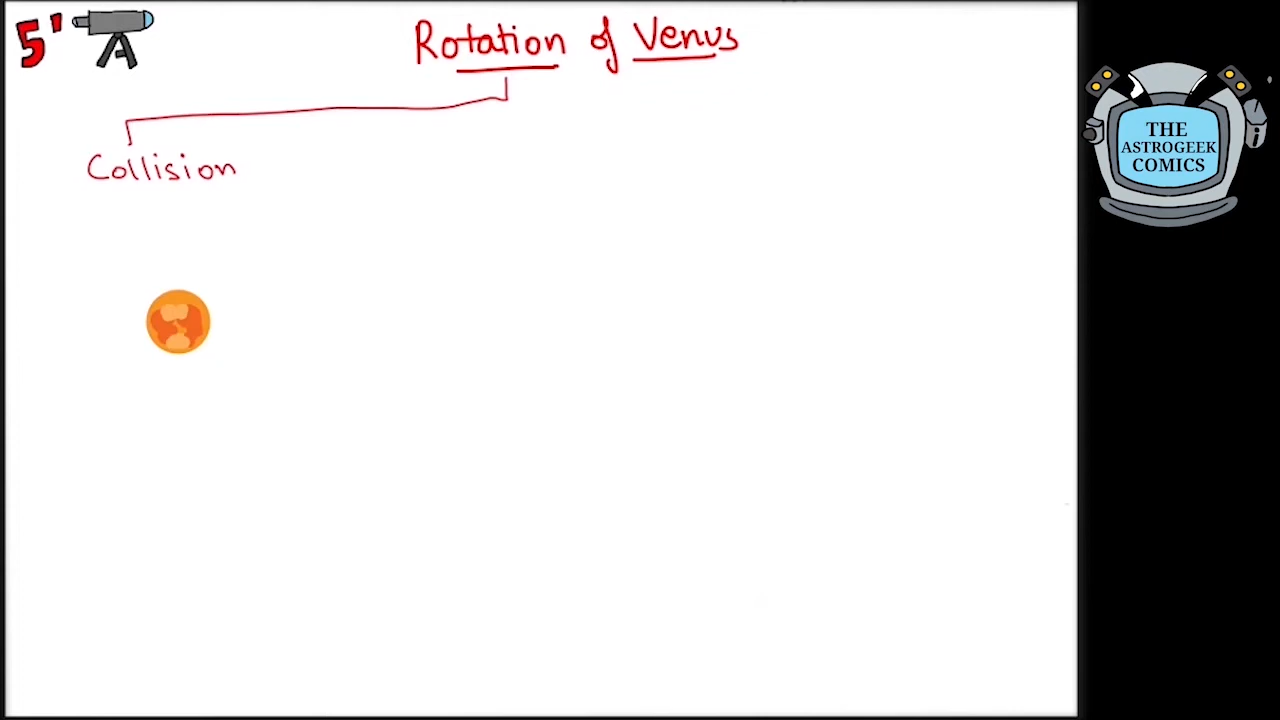 5'
Rotation of Venus
Collision
THE
ASTROGEEK
COMICS